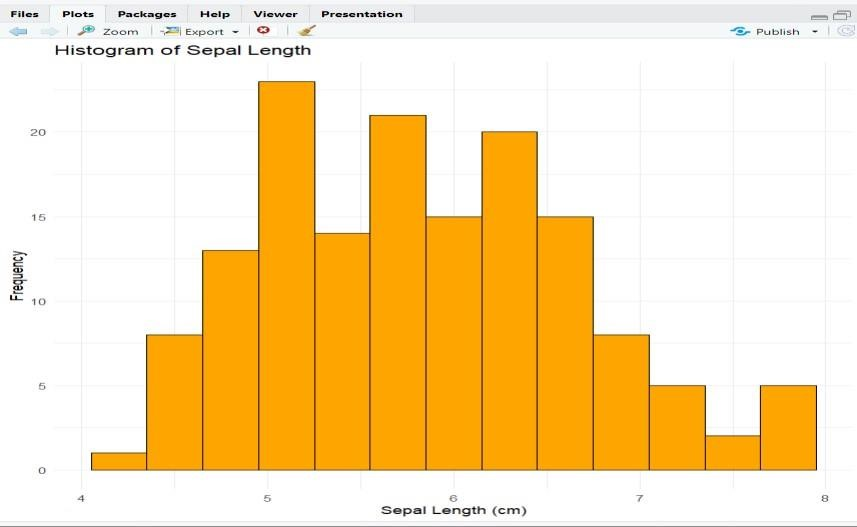 Files Plots Packages Help Viewer Presentation
Zoom Export Publish
Histogram of Sepal Length
20
15
10
5
0
Frequency
4 5 6 7 8
Sepal Length (cm)